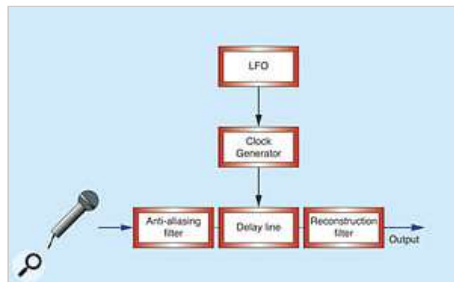 LFO
Clock
Generator
Anti-aliasing
filter
Delay line
Reconstruction
filter
Output